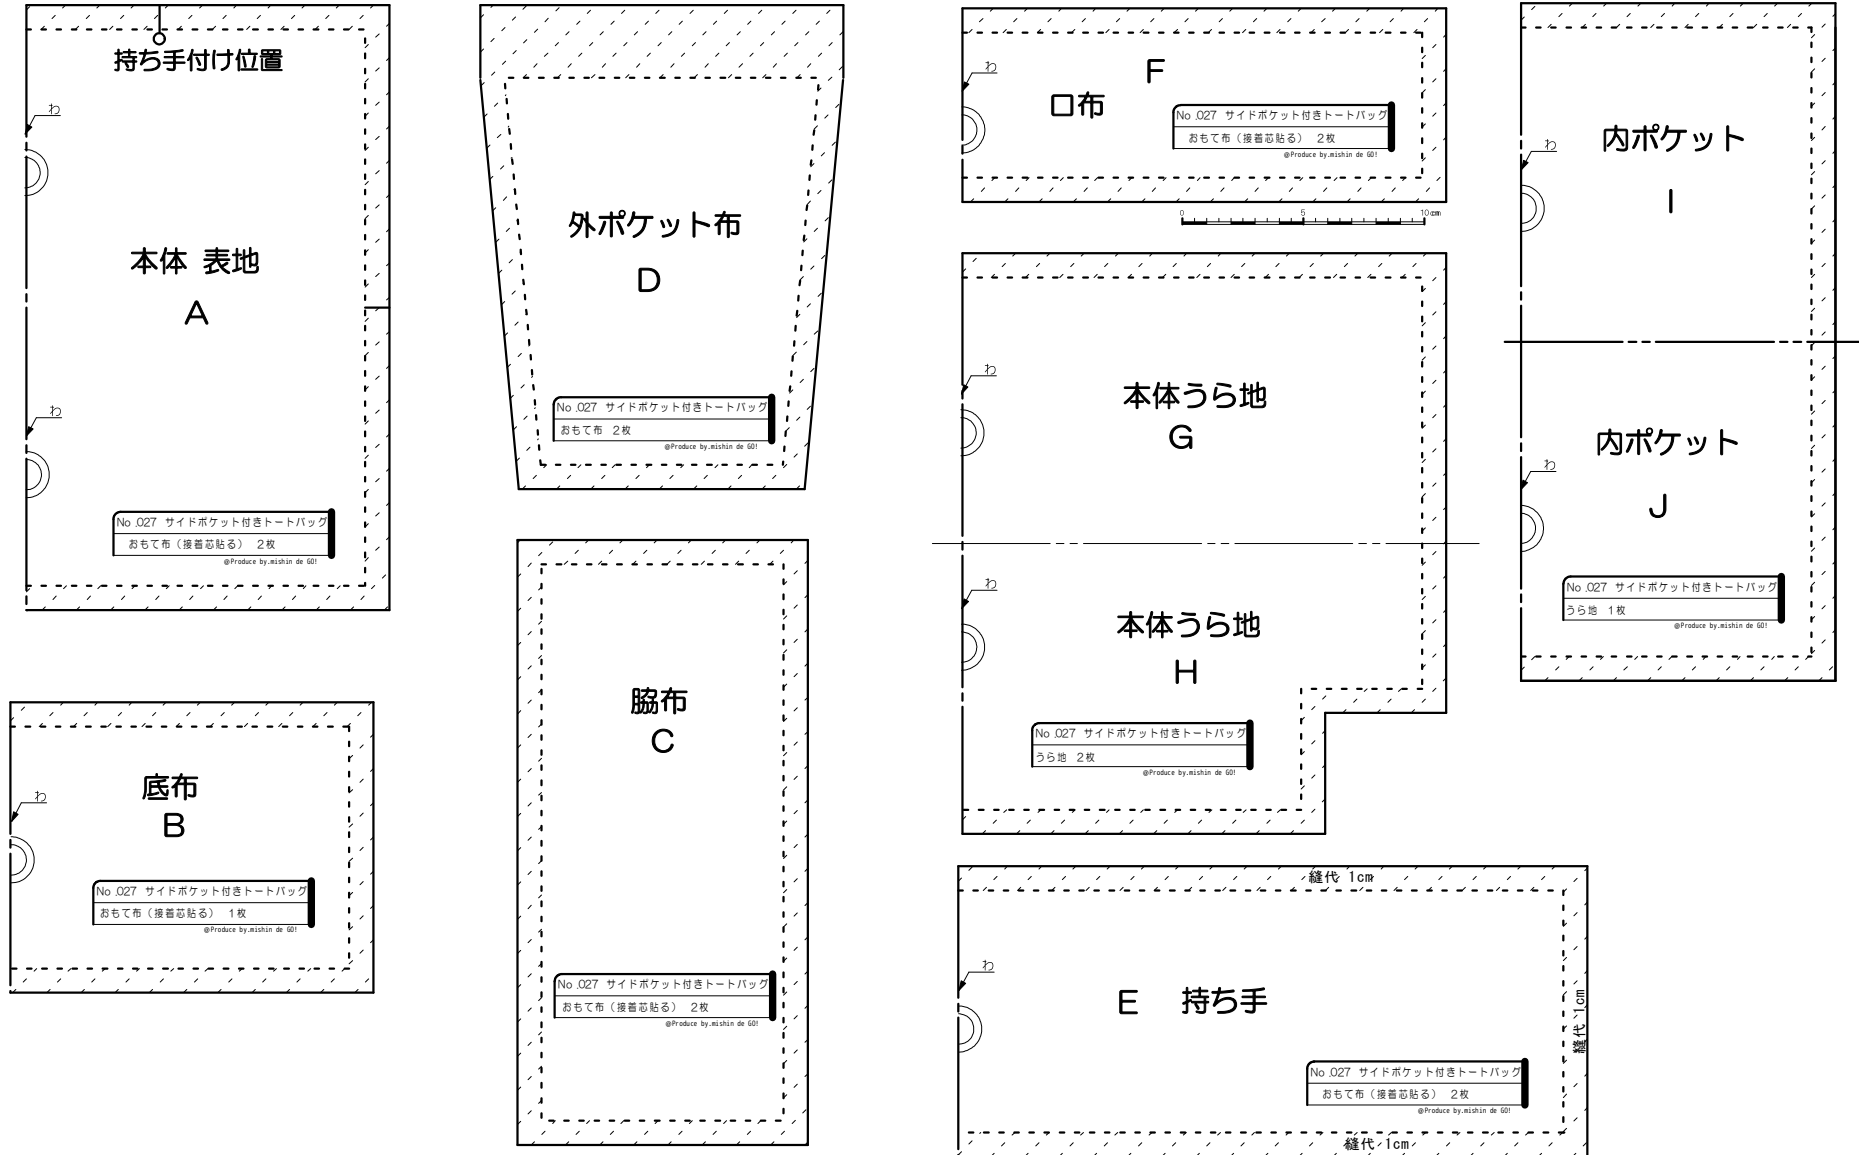 持ち手付け位置
わ
本体 表地
A
わ
No.027 サイドポケット付きトートバッグ
おもて布（接着芯貼る） 2枚
@Produce by.mishin de GO!
底布
B
わ
No.027 サイドポケット付きトートバッグ
おもて布（接着芯貼る） 1枚
@Produce by.mishin de GO!
外ポケット布
D
No.027 サイドポケット付きトートバッグ
おもて布 2枚
@Produce by.mishin de GO!
脇布
C
No.027 サイドポケット付きトートバッグ
おもて布（接着芯貼る） 2枚
@Produce by.mishin de GO!
わ
F
口布
No.027 サイドポケット付きトートバッグ
おもて布（接着芯貼る） 2枚
@Produce by.mishin de GO!
0 5 10cm
わ
本体うら地
G
わ
本体うら地
H
No.027 サイドポケット付きトートバッグ
うら地 2枚
@Produce by.mishin de GO!
縫代 1cm
わ
E 持ち手
縫代 1cm
No.027 サイドポケット付きトートバッグ
おもて布（接着芯貼る） 2枚
@Produce by.mishin de GO!
縫代 1cm
内ポケット
わ
I
内ポケット
わ
J
No.027 サイドポケット付きトートバッグ
うら地 1枚
@Produce by.mishin de GO!